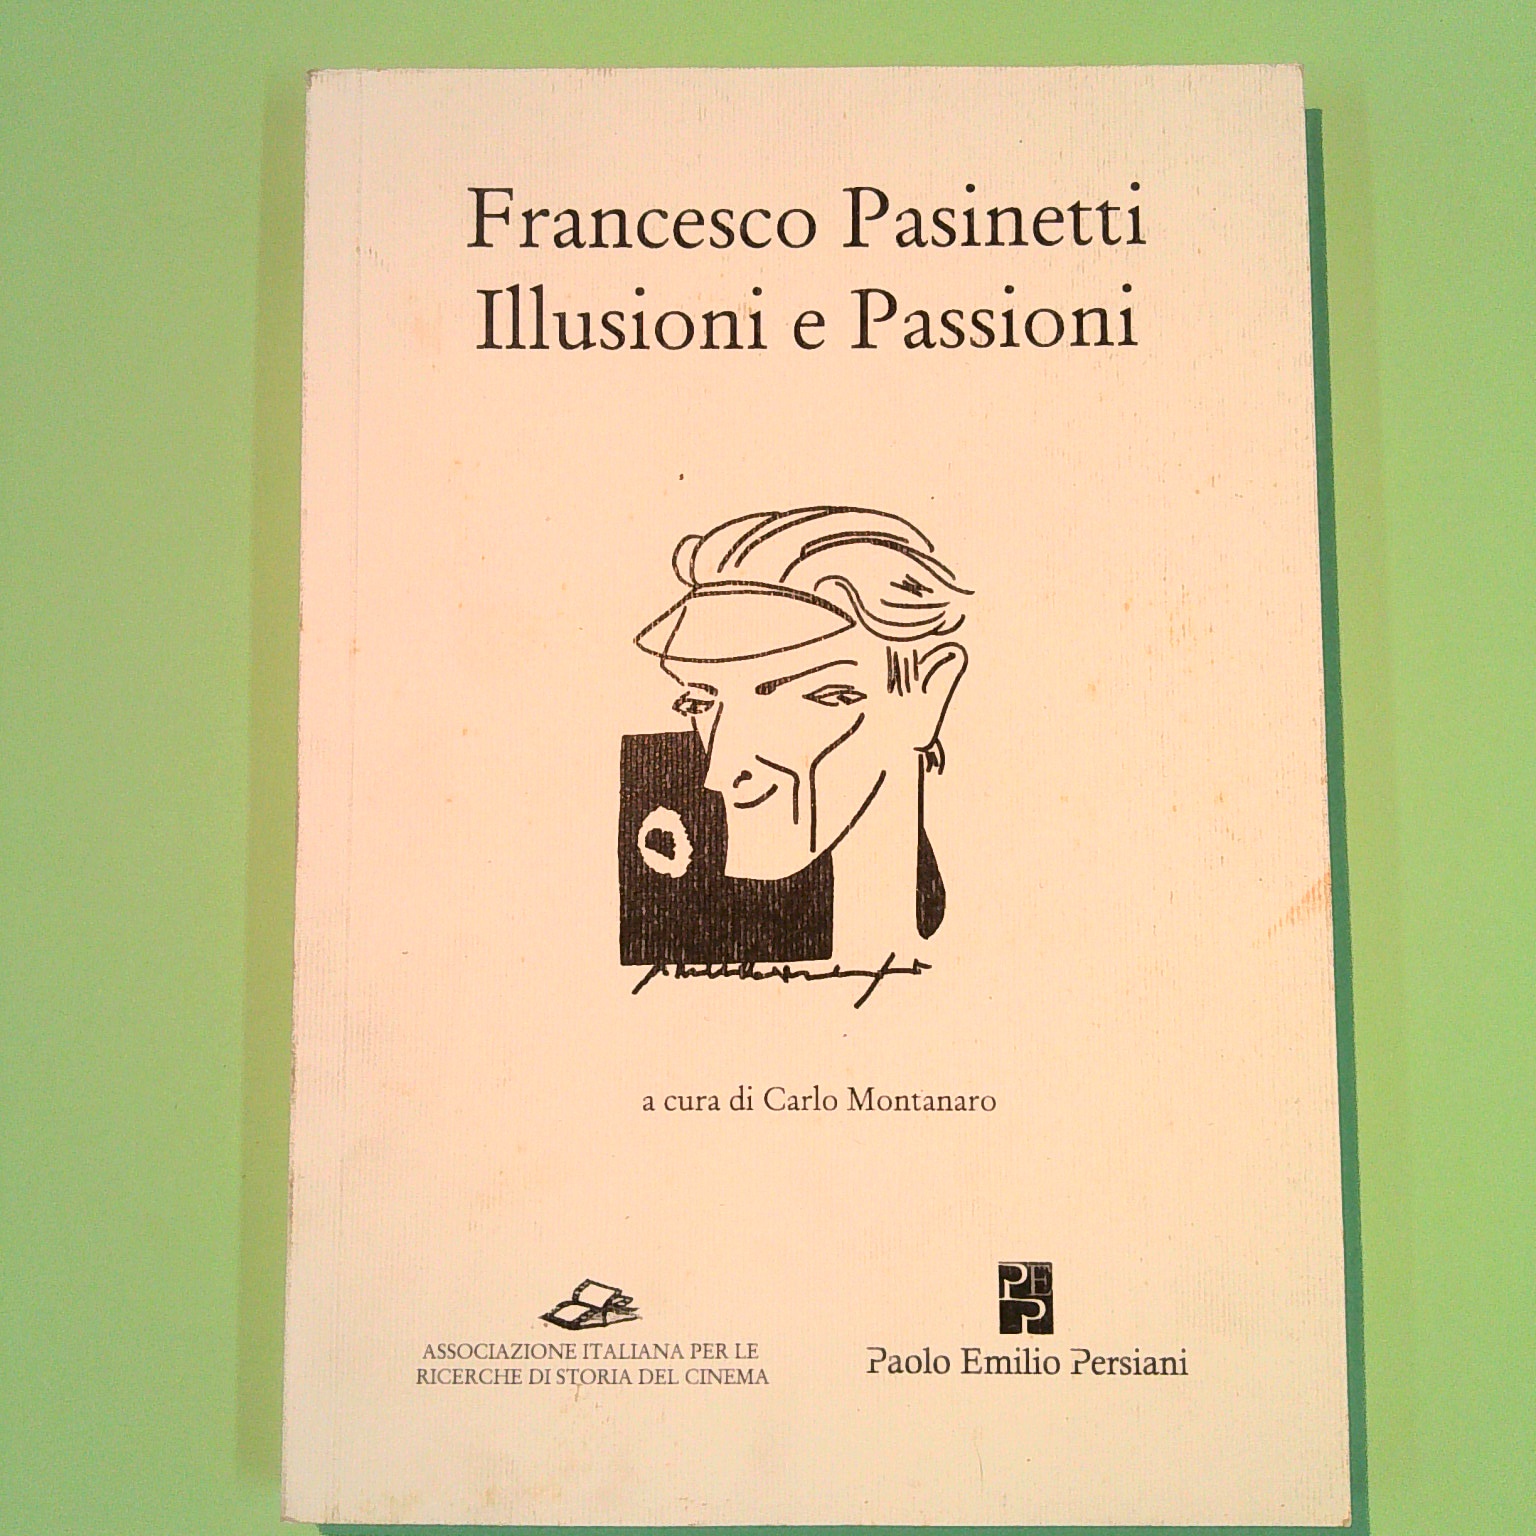 Francesco Pasinetti
Illusioni e Passioni
a cura di Carlo Montanaro
ASSOCIAZIONE ITALIANA PER LE
RICERCHE DI STORIA DEL CINEMA
PEP
Paolo Emilio Persiani